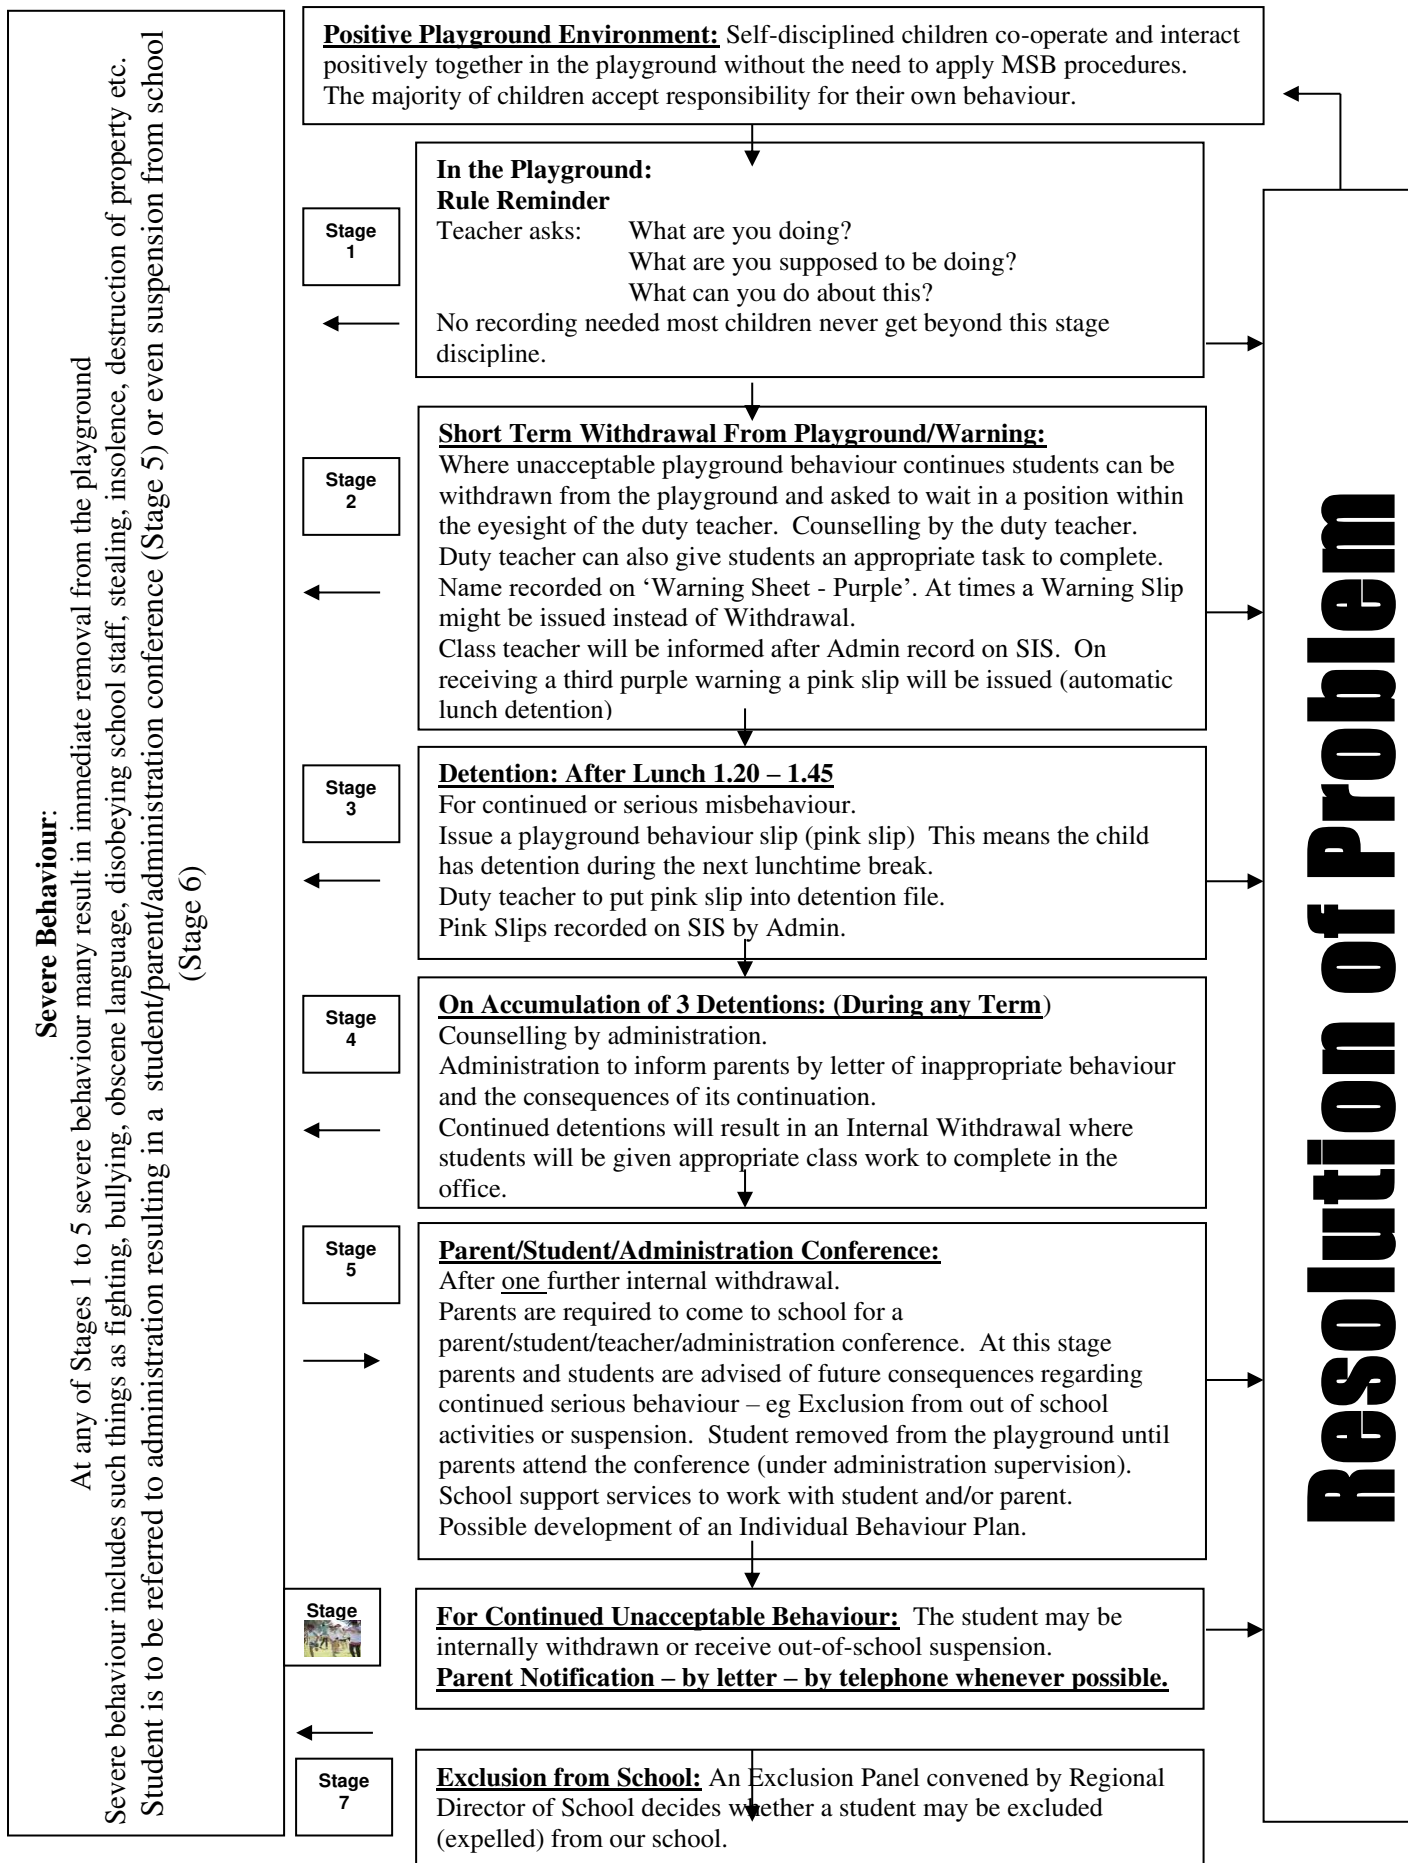 Severe Behaviour:
At any of Stages 1 to 5 severe behaviour many result in immediate removal from the playground
Severe behaviour includes such things as fighting, bullying, obscene language, disobeying school staff, stealing, insolence, destruction of property etc.
Student is to be referred to administration resulting in a student/parent/administration conference (Stage 5) or even suspension from school
(Stage 6)
Positive Playground Environment: Self-disciplined children co-operate and interact
positively together in the playground without the need to apply MSB procedures.
The majority of children accept responsibility for their own behaviour.
Stage
1
In the Playground:
Rule Reminder
Teacher asks: What are you doing?
What are you supposed to be doing?
What can you do about this?
No recording needed most children never get beyond this stage
discipline.
Stage
2
Short Term Withdrawal From Playground/Warning:
Where unacceptable playground behaviour continues students can be
withdrawn from the playground and asked to wait in a position within
the eyesight of the duty teacher. Counselling by the duty teacher.
Duty teacher can also give students an appropriate task to complete.
Name recorded on ‘Warning Sheet - Purple’. At times a Warning Slip
might be issued instead of Withdrawal.
Class teacher will be informed after Admin record on SIS. On
receiving a third purple warning a pink slip will be issued (automatic
lunch detention)
Stage
3
Detention: After Lunch 1.20 – 1.45
For continued or serious misbehaviour.
Issue a playground behaviour slip (pink slip) This means the child
has detention during the next lunchtime break.
Duty teacher to put pink slip into detention file.
Pink Slips recorded on SIS by Admin.
Stage
4
On Accumulation of 3 Detentions: (During any Term)
Counselling by administration.
Administration to inform parents by letter of inappropriate behaviour
and the consequences of its continuation.
Continued detentions will result in an Internal Withdrawal where
students will be given appropriate class work to complete in the
office.
Stage
5
Parent/Student/Administration Conference:
After one further internal withdrawal.
Parents are required to come to school for a
parent/student/teacher/administration conference. At this stage
parents and students are advised of future consequences regarding
continued serious behaviour – eg Exclusion from out of school
activities or suspension. Student removed from the playground until
parents attend the conference (under administration supervision).
School support services to work with student and/or parent.
Possible development of an Individual Behaviour Plan.
Stage
For Continued Unacceptable Behaviour: The student may be
internally withdrawn or receive out-of-school suspension.
Parent Notification – by letter – by telephone whenever possible.
Stage
7
Exclusion from School: An Exclusion Panel convened by Regional
Director of School decides whether a student may be excluded
(expelled) from our school.
Resolution of Problem